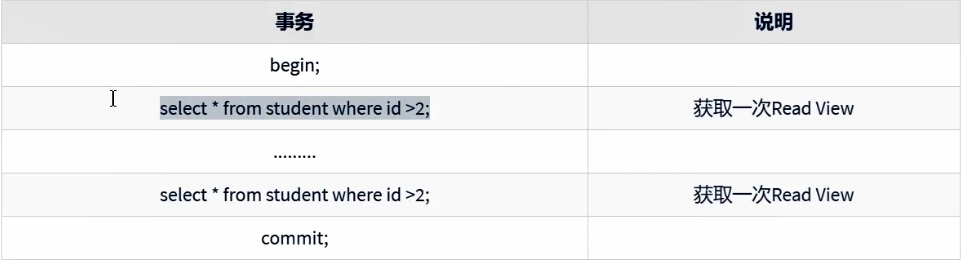 事务 说明
begin;
select * from student where id >2; 获取一次Read View
.........
select * from student where id >2; 获取一次Read View
commit;